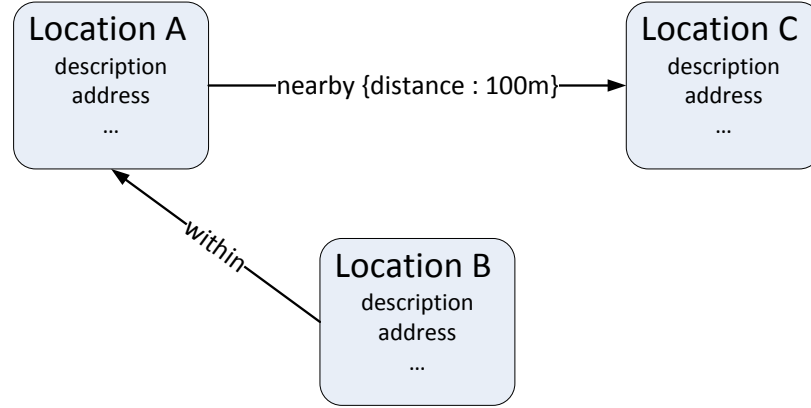 Location A
description
address
...
nearby {distance : 100m}
Location C
description
address
...
within
Location B
description
address
...